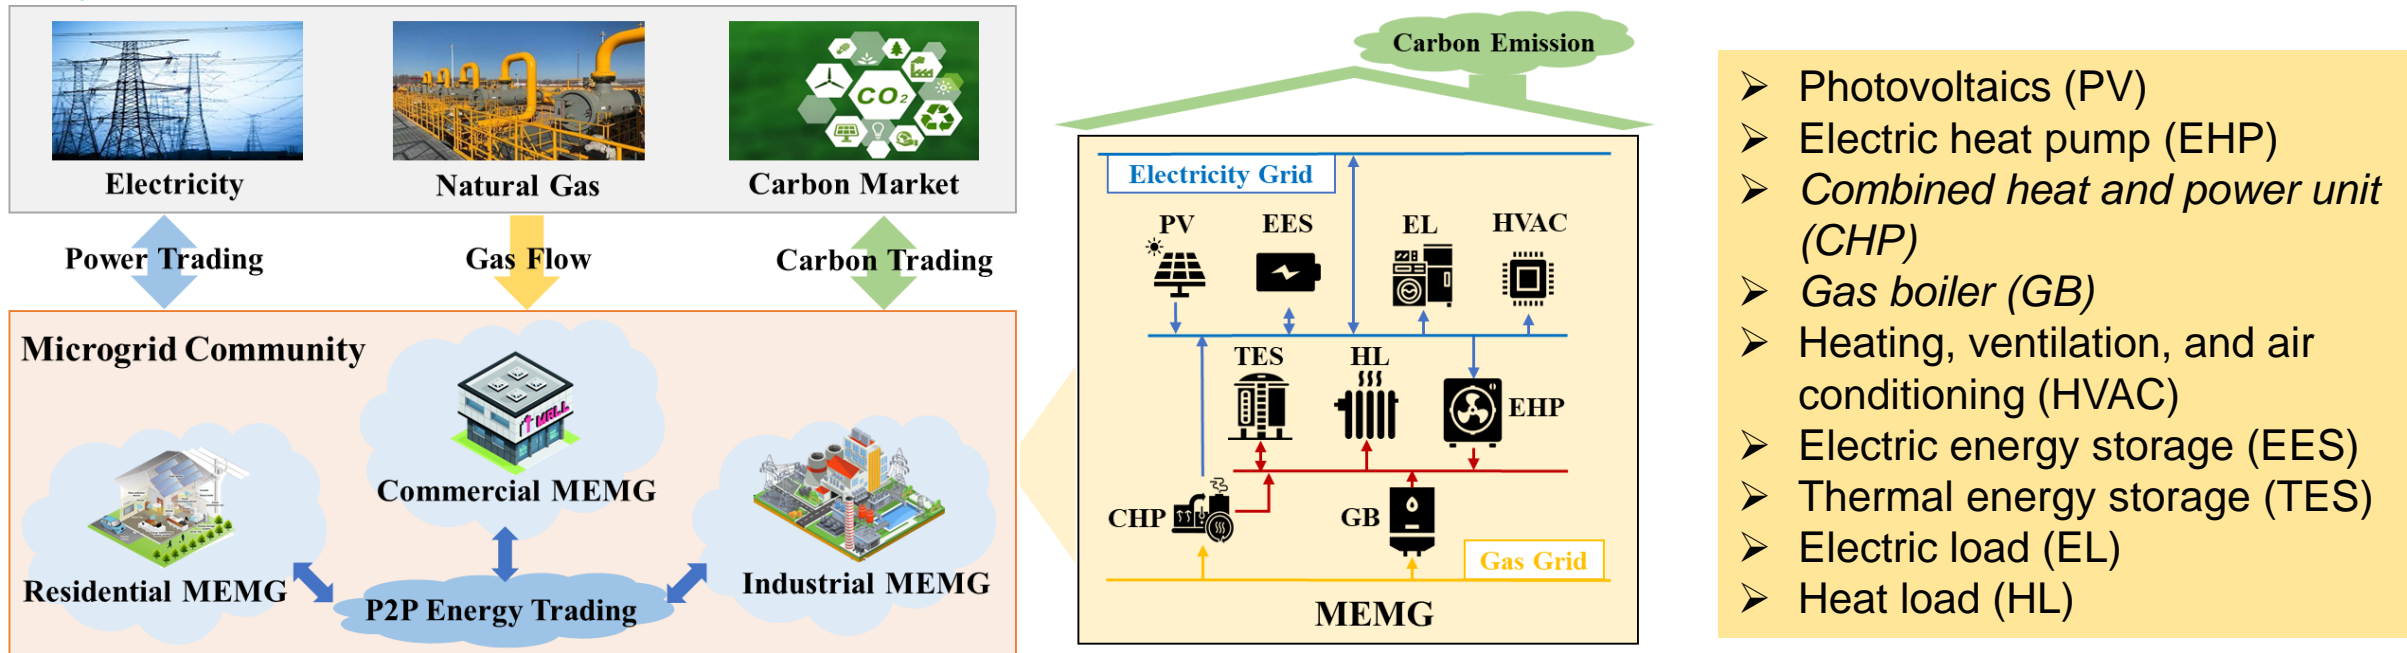 CO2
Electricity
Natural Gas
Carbon Market
Power Trading
Gas Flow
Carbon Trading
Microgrid Community
MALL
Commercial MEMG
Residential MEMG
Industrial MEMG
P2P Energy Trading
Carbon Emission
Electricity Grid
PV
EES
EL
HVAC
TES
HL
EHP
CHP
GB
Gas Grid
MEMG
➢ Photovoltaics (PV)
➢ Electric heat pump (EHP)
➢ Combined heat and power unit
(CHP)
➢ Gas boiler (GB)
➢ Heating, ventilation, and air
conditioning (HVAC)
➢ Electric energy storage (EES)
➢ Thermal energy storage (TES)
➢ Electric load (EL)
➢ Heat load (HL)